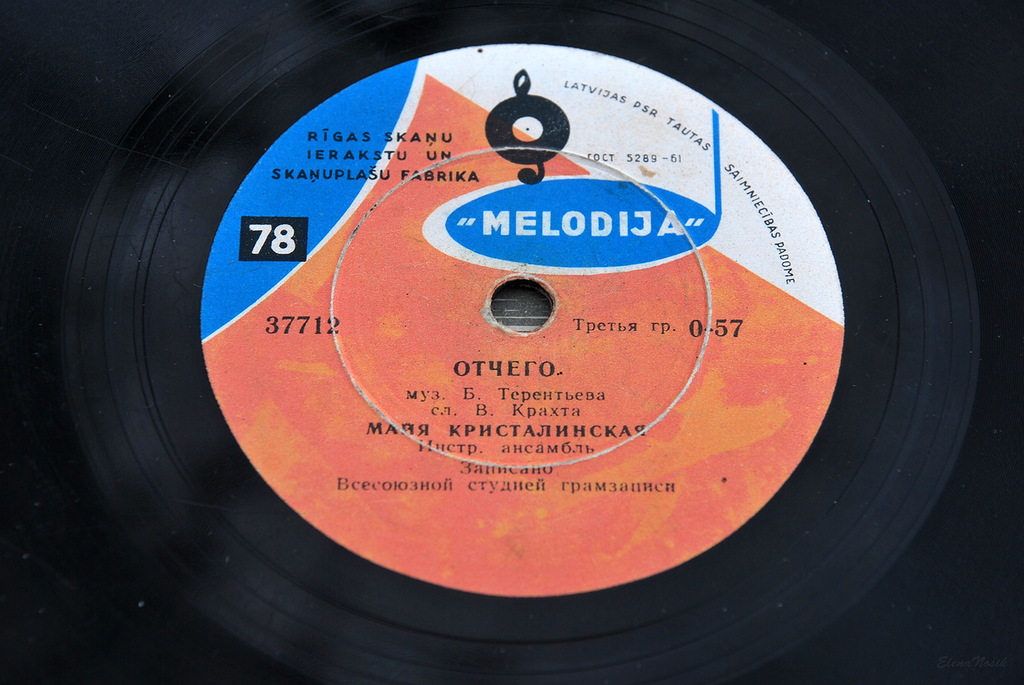 RĪGAS SKAŅU
IERAKSTU UN
SKAŅUPLAŠU FABRIKA
LATVIJAS PSR TAUTAS
SAIMNIECĪBAS PADOME
ГОСТ 5289-61
"MELODIJA"
78
37712
Третья гр. 0-57
ОТЧЕГО..
муз. Б. Терентьева
сл. В. Крахта
МАЙЯ КРИСТАЛИНСКАЯ
Инстр. ансамбль
Записано
Всесоюзной студией грамзаписи
ElenaNosik